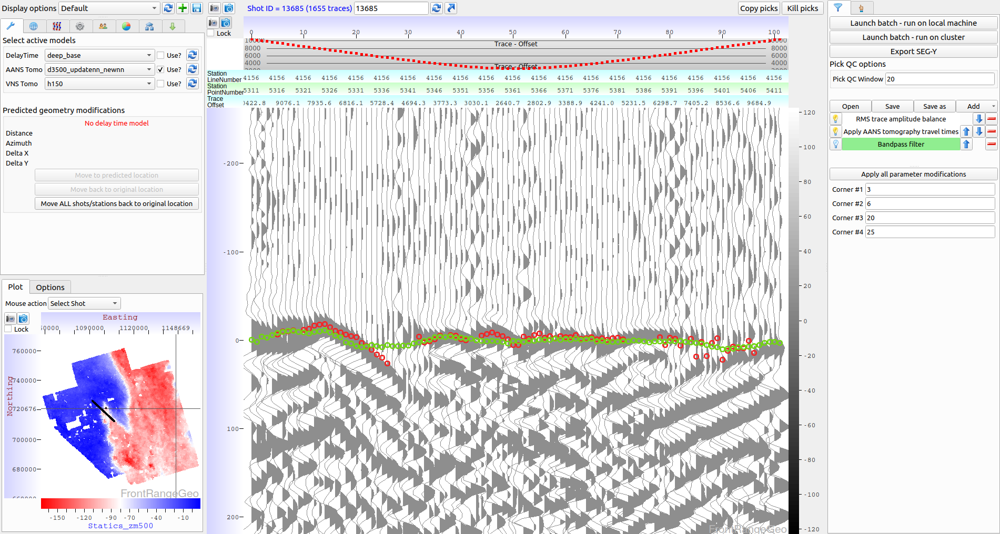 Display options Default
Shot ID = 13685 (1655 traces) 13685
Copy picks Kill picks
Lock
Select active models
DelayTime deep_base Use?
AANS Tomo d3500_updatenn_newnn Use?
VNS Tomo h150 Use?
Predicted geometry modifications
No delay time model
Distance
Azimuth
Delta X
Delta Y
Move to predicted location
Move back to original location
Move ALL shots/stations back to original location
Plot Options
Mouse action Select Shot
Lock
Easting
1090000 1120000 1148669
Northing
760000
740000
720676
700000
680000
FrontRangeGeo
-150 -120 -90 -70 -40 -10
Statics_zm500
0 10 20 30 40 50 60 70 80 90 100
10000 Trace - Offset 10000
8000 8000
6000 6000
4000 Trace - Offset 4000
2000 2000
Station
LineNumber 4156 4156 4156 4156 4156 4156 4156 4156 4156 4156 4156 4156 4156 4156 4156 4156 4156 4156 4156 4156 4156
Station
PointNumber 5311 5316 5321 5326 5331 5336 5341 5346 5351 5356 5361 5366 5371 5376 5381 5386 5391 5396 5401 5406 5411
Trace
Offset 0422.8 9076.1 7935.6 6816.1 5728.4 4694.3 3773.3 3030.1 2640.7 2802.9 3388.9 4241.0 5231.5 6298.7 7405.2 8536.6 9684.9
-200
-100
0
100
200
FrontRangeGeo
120
100
80
60
40
20
0
-20
-40
-60
-80
-100
-120
Launch batch - run on local machine
Launch batch - run on cluster
Export SEG-Y
Pick QC options
Pick QC Window 20
Open Save Save as Add
RMS trace amplitude balance
Apply AANS tomography travel times
Bandpass filter
Apply all parameter modifications
Corner #1 3
Corner #2 6
Corner #3 20
Corner #4 25